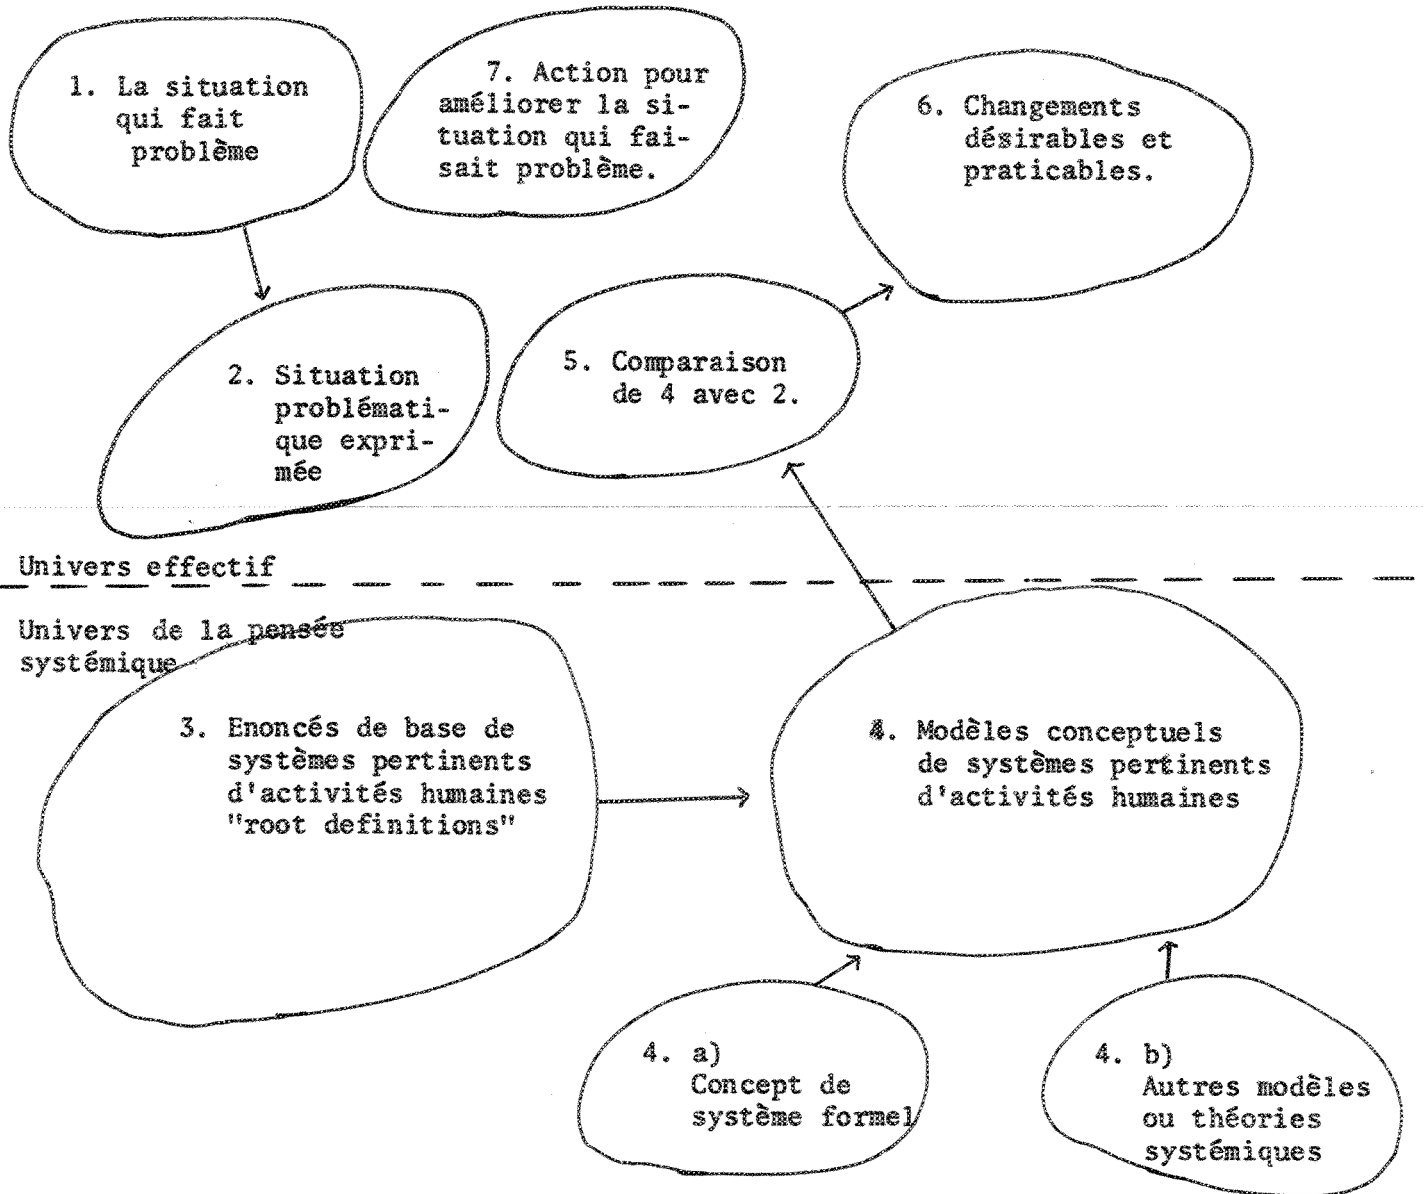 1. La situation
qui fait
problème
7. Action pour
améliorer la si-
tuation qui fai-
sait problème.
6. Changements
désirables et
praticables.
2. Situation
problémati-
que expri-
mée
5. Comparaison
de 4 avec 2.
Univers effectif
Univers de la pensée
systémique
3. Enoncés de base de
systèmes pertinents
d'activités humaines
"root definitions"
4. Modèles conceptuels
de systèmes pertinents
d'activités humaines
4. a)
Concept de
système formel
4. b)
Autres modèles
ou théories
systémiques